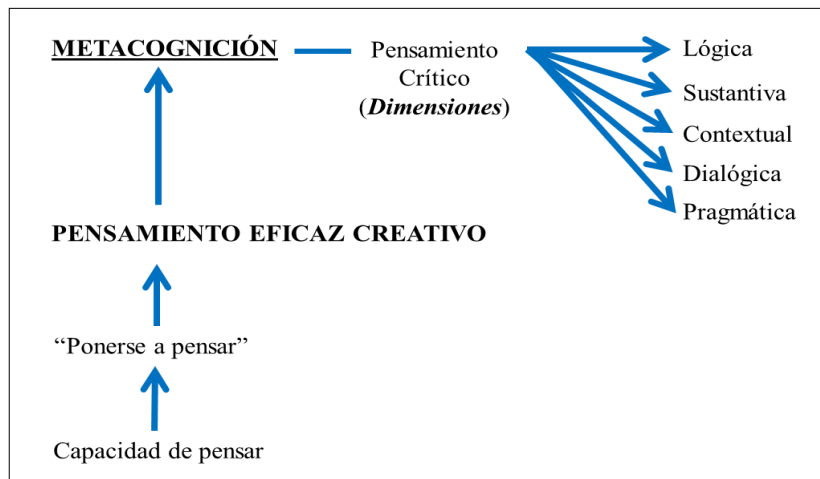 METACOGNICIÓN
Pensamiento
Crítico
(Dimensiones)
Lógica
Sustantiva
Contextual
Dialógica
Pragmática
PENSAMIENTO EFICAZ CREATIVO
“Ponerse a pensar”
Capacidad de pensar